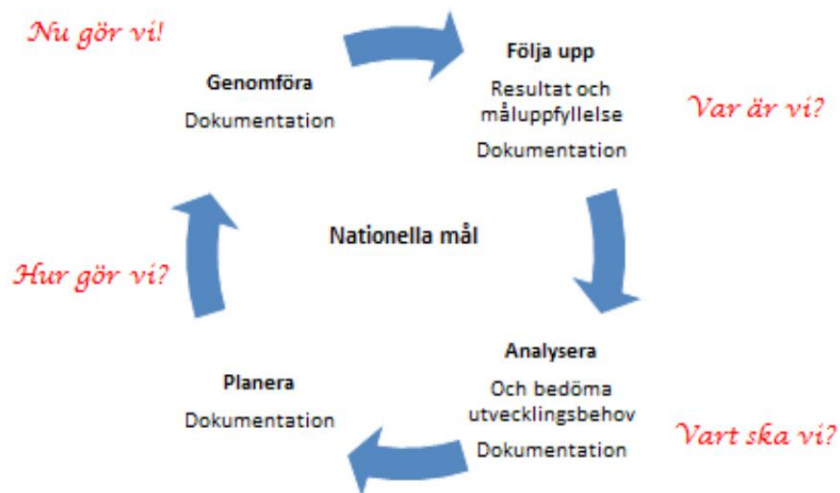 Nu gör vi!
Genomföra
Dokumentation
Följa upp
Resultat och
måluppfyllelse
Dokumentation
Var är vi?
Nationella mål
Hur gör vi?
Planera
Dokumentation
Analysera
Och bedöma
utvecklingsbehov
Dokumentation
Vart ska vi?